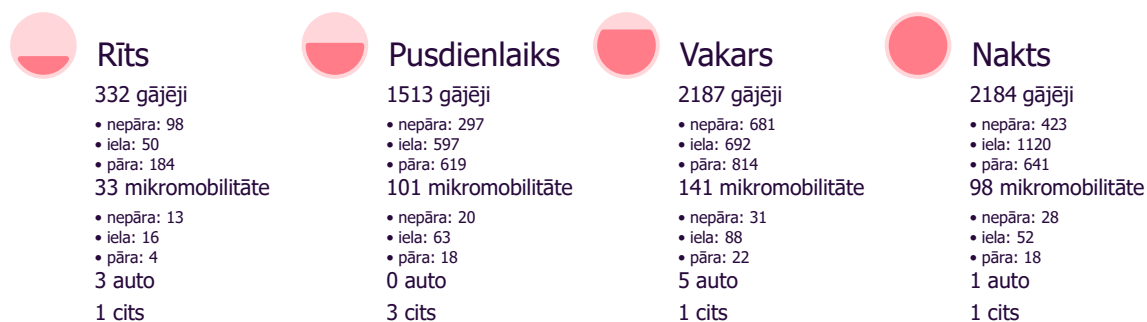 Rīts
332 gājēji
• nepāra: 98
• iela: 50
• pāra: 184
33 mikromobilitāte
• nepāra: 13
• iela: 16
• pāra: 4
3 auto
1 cits
Pusdienlaiks
1513 gājēji
• nepāra: 297
• iela: 597
• pāra: 619
101 mikromobilitāte
• nepāra: 20
• iela: 63
• pāra: 18
0 auto
3 cits
Vakars
2187 gājēji
• nepāra: 681
• iela: 692
• pāra: 814
141 mikromobilitāte
• nepāra: 31
• iela: 88
• pāra: 22
5 auto
1 cits
Nakts
2184 gājēji
• nepāra: 423
• iela: 1120
• pāra: 641
98 mikromobilitāte
• nepāra: 28
• iela: 52
• pāra: 18
1 auto
1 cits